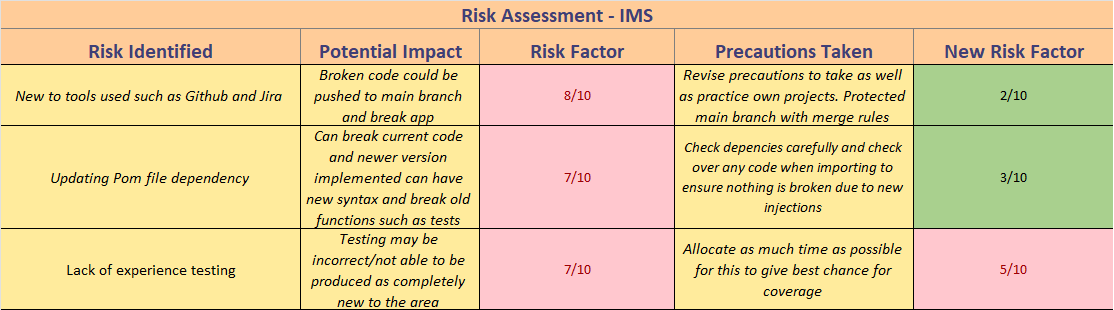 Risk Assessment - IMS
Risk Identified
Potential Impact
Risk Factor
Precautions Taken
New Risk Factor
New to tools used such as Github and Jira
Broken code could be
pushed to main branch
and break app
8/10
Revise precautions to take as well
as practice own projects. Protected
main branch with merge rules
2/10
Updating Pom file dependency
Can break current code
and newer version
implemented can have
new syntax and break old
functions such as tests
7/10
Check depencies carefully and check
over any code when importing to
ensure nothing is broken due to new
injections
3/10
Lack of experience testing
Testing may be
incorrect/not able to be
produced as completely
new to the area
7/10
Allocate as much time as possible
for this to give best chance for
coverage
5/10